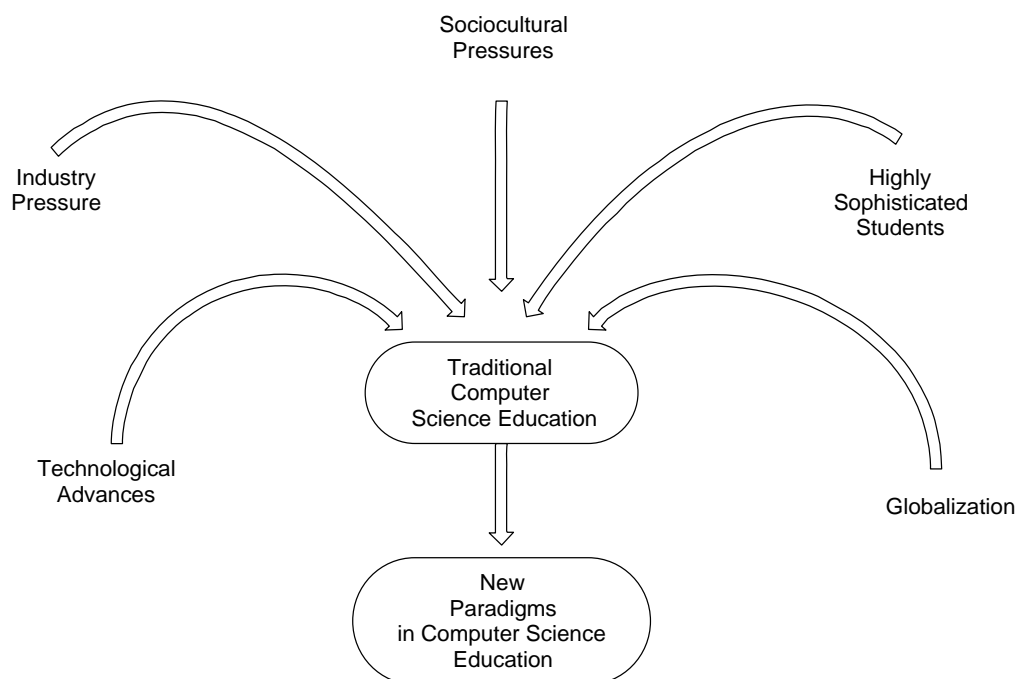 Sociocultural
Pressures
Industry
Pressure
Highly
Sophisticated
Students
Traditional
Computer
Science Education
Technological
Advances
Globalization
New
Paradigms
in Computer Science
Education